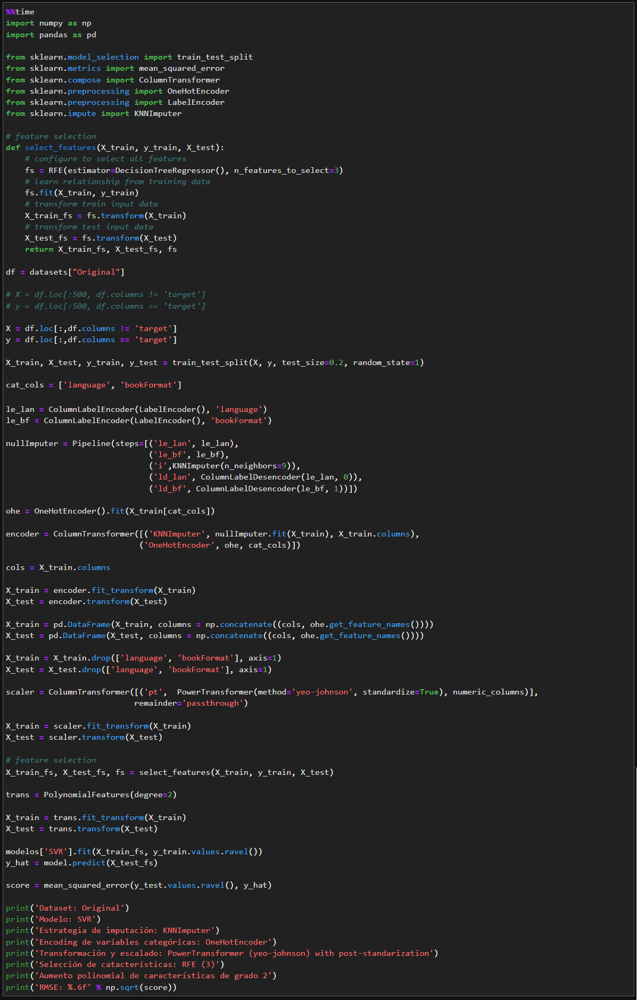 %%time
import numpy as np
import pandas as pd

from sklearn.model_selection import train_test_split
from sklearn.metrics import mean_squared_error
from sklearn.compose import ColumnTransformer
from sklearn.preprocessing import OneHotEncoder
from sklearn.preprocessing import LabelEncoder
from sklearn.impute import KNNImputer

# feature selection
def select_features(X_train, y_train, X_test):
    # configure to select all features
    fs = RFE(estimator=DecisionTreeRegressor(), n_features_to_select=3)
    # learn relationship from training data
    fs.fit(X_train, y_train)
    # transform train input data
    X_train_fs = fs.transform(X_train)
    # transform test input data
    X_test_fs = fs.transform(X_test)
    return X_train_fs, X_test_fs, fs

df = datasets["Original"]

# X = df.loc[:500, df.columns != 'target']
# y = df.loc[:500, df.columns == 'target']

X = df.loc[:,df.columns != 'target']
y = df.loc[:,df.columns == 'target']

X_train, X_test, y_train, y_test = train_test_split(X, y, test_size=0.2, random_state=1)

cat_cols = ['language', 'bookFormat']

le_lan = ColumnLabelEncoder(LabelEncoder(), 'language')
le_bf = ColumnLabelEncoder(LabelEncoder(), 'bookFormat')

nullImputer = Pipeline(steps=[('le_lan', le_lan),
                              ('le_bf', le_bf),
                              ('i',KNNImputer(n_neighbors=9)),
                              ('ld_lan', ColumnLabelDesencoder(le_lan, 0)),
                              ('ld_bf', ColumnLabelDesencoder(le_bf, 1))])

ohe = OneHotEncoder().fit(X_train[cat_cols])

encoder = ColumnTransformer([('KNNImputer', nullImputer.fit(X_train), X_train.columns),
                            ('OneHotEncoder', ohe, cat_cols)])

cols = X_train.columns

X_train = encoder.fit_transform(X_train)
X_test = encoder.transform(X_test)

X_train = pd.DataFrame(X_train, columns = np.concatenate((cols, ohe.get_feature_names())))
X_test = pd.DataFrame(X_test, columns = np.concatenate((cols, ohe.get_feature_names())))

X_train = X_train.drop(['language', 'bookFormat'], axis=1)
X_test = X_test.drop(['language', 'bookFormat'], axis=1)

scaler = ColumnTransformer([('pt',  PowerTransformer(method='yeo-johnson', standardize=True), numeric_columns)],
                           remainder='passthrough')

X_train = scaler.fit_transform(X_train)
X_test = scaler.transform(X_test)

# feature selection
X_train_fs, X_test_fs, fs = select_features(X_train, y_train, X_test)

trans = PolynomialFeatures(degree=2)

X_train = trans.fit_transform(X_train)
X_test = trans.transform(X_test)

modelos['SVR'].fit(X_train_fs, y_train.values.ravel())
y_hat = model.predict(X_test_fs)

score = mean_squared_error(y_test.values.ravel(), y_hat)

print('Dataset: Original')
print('Modelo: SVR')
print('Estrategia de imputación: KNNImputer')
print('Encoding de variables categóricas: OneHotEncoder')
print('Transformación y escalado: PowerTransformer (yeo-johnson) with post-standarization')
print('Selección de catacterísticas: RFE (3)')
print('Aumento polinomial de características de grado 2')
print('RMSE: %.6f' % np.sqrt(score))